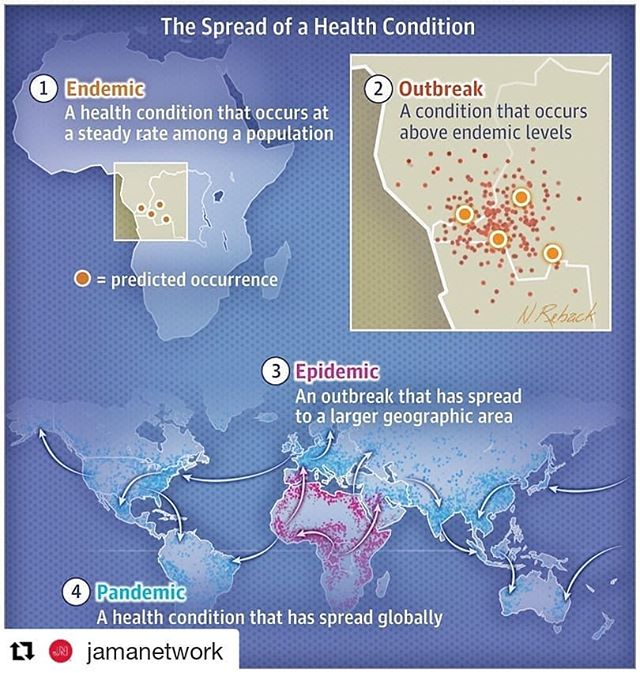 The Spread of a Health Condition
1 Endemic
A health condition that occurs at
a steady rate among a population
= predicted occurrence
2 Outbreak
A condition that occurs
above endemic levels
N. Reback
3 Epidemic
An outbreak that has spread
to a larger geographic area
4 Pandemic
A health condition that has spread globally
JN jamanetwork